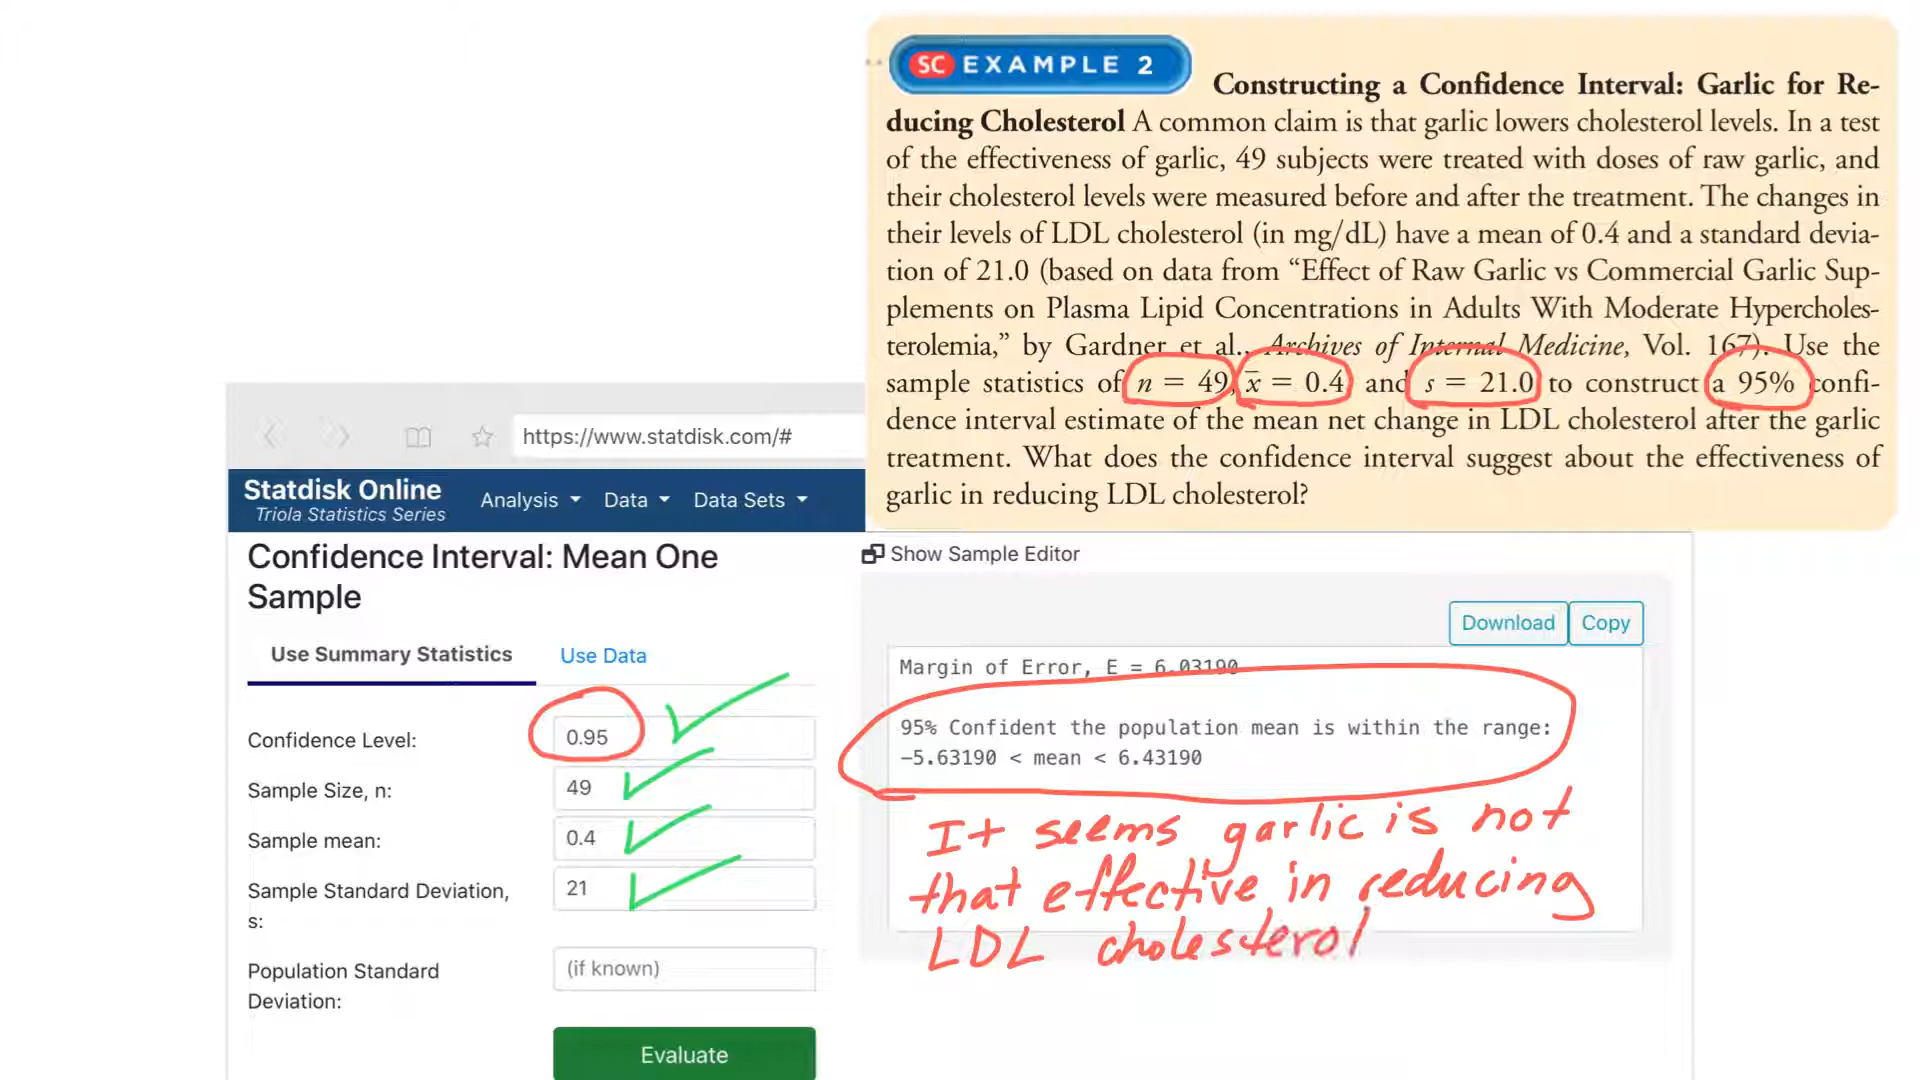 SC EXAMPLE 2
Constructing a Confidence Interval: Garlic for Re-
ducing Cholesterol A common claim is that garlic lowers cholesterol levels. In a test
of the effectiveness of garlic, 49 subjects were treated with doses of raw garlic, and
their cholesterol levels were measured before and after the treatment. The changes in
their levels of LDL cholesterol (in mg/dL) have a mean of 0.4 and a standard devia-
tion of 21.0 (based on data from “Effect of Raw Garlic vs Commercial Garlic Sup-
plements on Plasma Lipid Concentrations in Adults With Moderate Hypercholes-
terolemia,” by Gardner et al., Archives of Internal Medicine, Vol. 167). Use the
sample statistics of n = 49, x̄ = 0.4 and s = 21.0 to construct a 95% confi-
dence interval estimate of the mean net change in LDL cholesterol after the garlic
treatment. What does the confidence interval suggest about the effectiveness of
garlic in reducing LDL cholesterol?
https://www.statdisk.com/#
Statdisk Online
Triola Statistics Series
Analysis Data Data Sets
Confidence Interval: Mean One
Sample
Use Summary Statistics Use Data
Confidence Level: 0.95
Sample Size, n: 49
Sample mean: 0.4
Sample Standard Deviation,
s: 21
Population Standard
Deviation: (if known)
Evaluate
Show Sample Editor
Download Copy
Margin of Error, E = 6.03190
95% Confident the population mean is within the range:
-5.63190 < mean < 6.43190
It seems garlic is not
that effective in reducing
LDL cholesterol